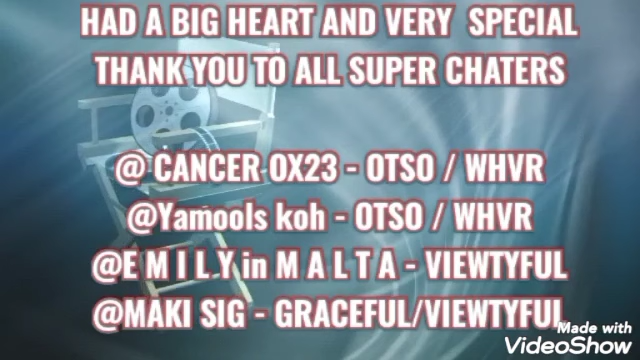 HAD A BIG HEART AND VERY SPECIAL
THANK YOU TO ALL SUPER CHATERS
@ CANCER OX23 - OTSO / WHVR
@Yamools koh - OTSO / WHVR
@E M I L Y in M A L T A - VIEWTYFUL
@MAKI SIG - GRACEFUL/VIEWTYFUL
Made with
VideoShow